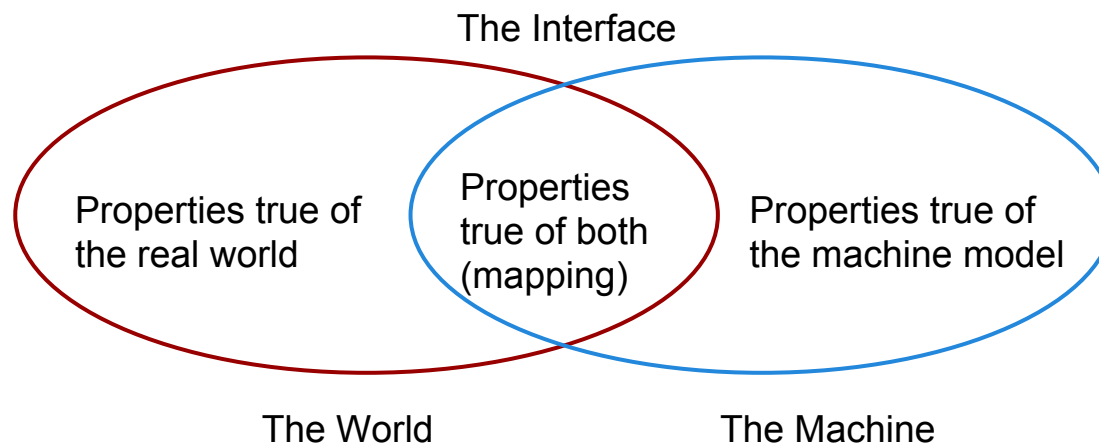 The Interface
Properties true of
the real world
Properties
true of both
(mapping)
Properties true of
the machine model
The World
The Machine